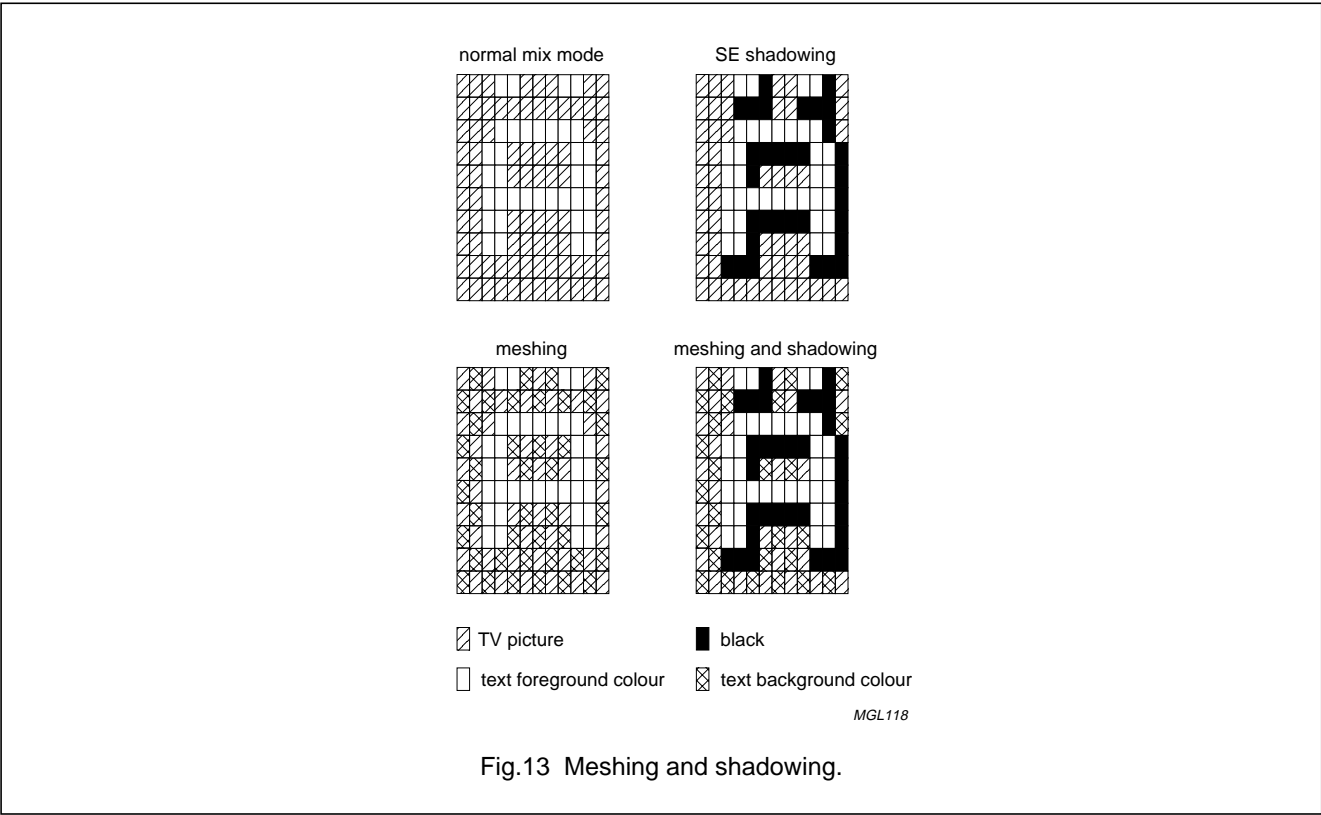 normal mix mode SE shadowing
meshing meshing and shadowing
TV picture black
text foreground colour text background colour
MGL118
Fig.13 Meshing and shadowing.